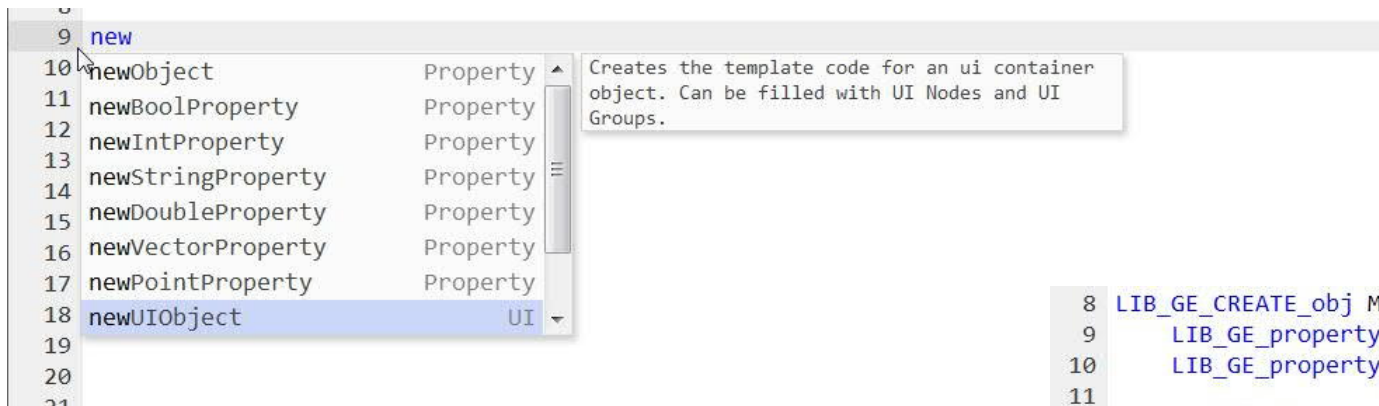 9 new
10 newObject Property
11 newBoolProperty Property
12 newIntProperty Property
13 newStringProperty Property
14 newDoubleProperty Property
15
16 newVectorProperty Property
17 newPointProperty Property
18 newUIObject UI
19
20
Creates the template code for an ui container
object. Can be filled with UI Nodes and UI
Groups.
8 LIB_GE_CREATE_obj M
9 LIB_GE_property
10 LIB_GE_property
11